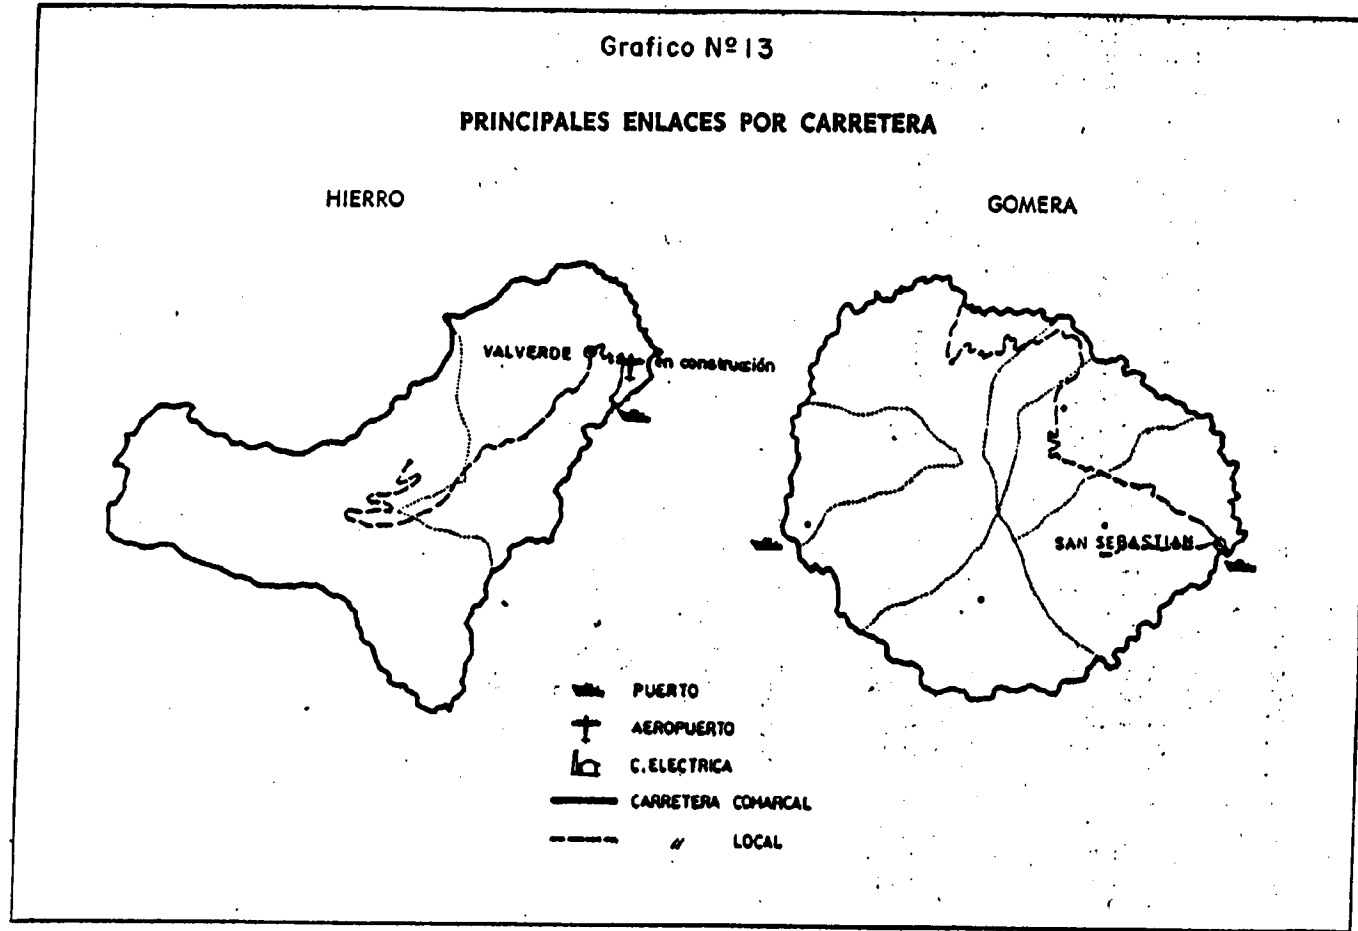 Grafico Nº 13
PRINCIPALES ENLACES POR CARRETERA
HIERRO
GOMERA
VALVERDE
en construcción
SAN SEBASTIAN
PUERTO
AEROPUERTO
C. ELECTRICA
CARRETERA COMARCAL
" LOCAL